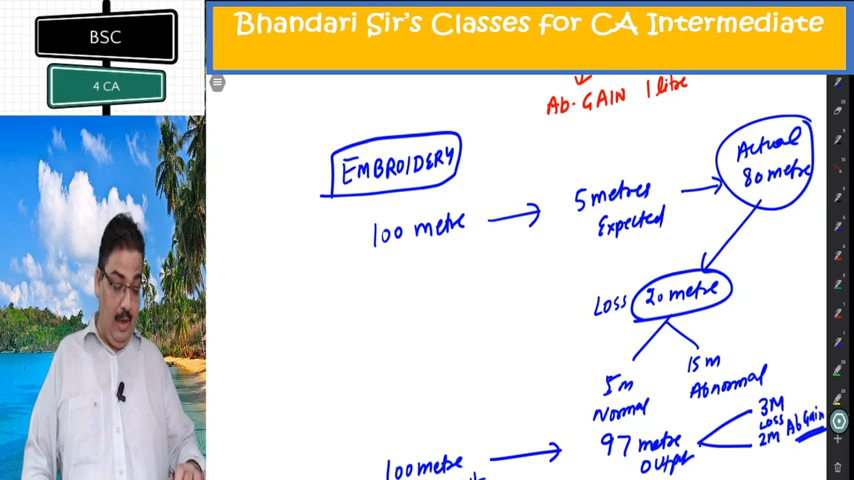 BSC
4 CA
Bhandari Sir's Classes for CA Intermediate
Ab. GAIN 1 litre
EMBROIDERY
100 metre
5 metres
Expected
Actual
80 metre
Loss 20 metre
5m
Normal
15m
Abnormal
100 metre
97 metre
Output
3M
Loss
2M Ab Gain